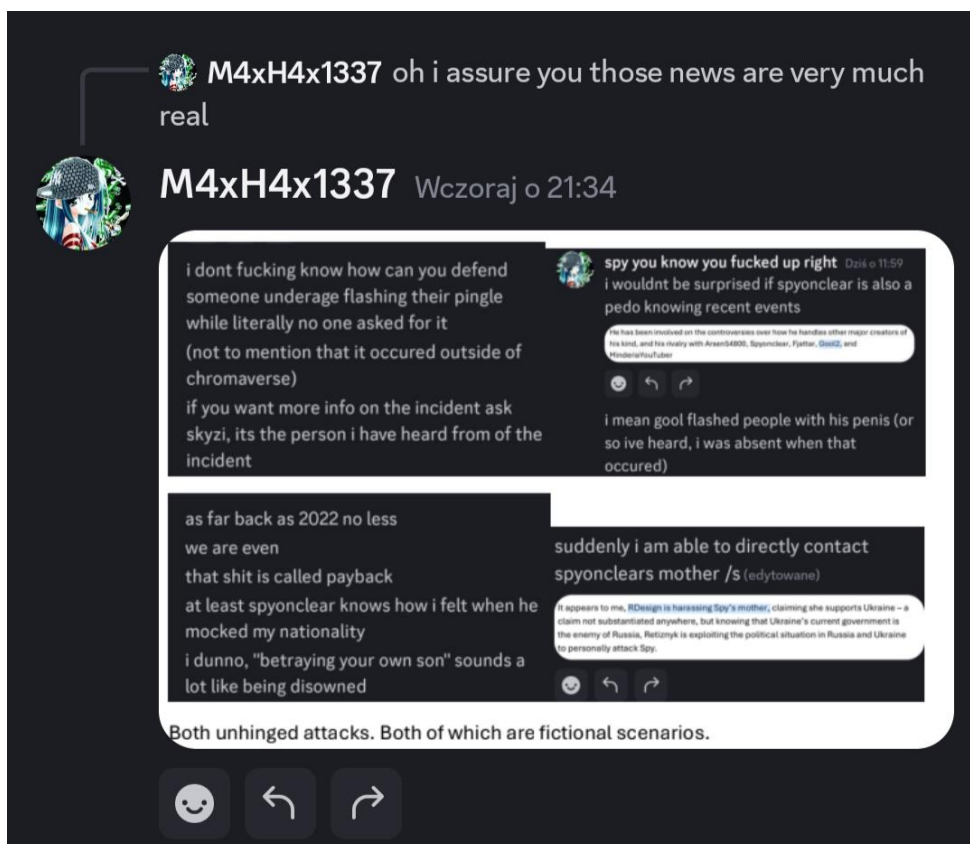 M4xH4x1337 oh i assure you those news are very much
real
M4xH4x1337 Wczoraj o 21:34
i dont fucking know how can you defend
someone underage flashing their pingle
while literally no one asked for it
(not to mention that it occured outside of
chromaverse)
if you want more info on the incident ask
skyzi, its the person i have heard from of the
incident
spy you know you fucked up right Dziś o 11:59
i wouldnt be surprised if spyonclear is also a
pedo knowing recent events
He has been involved on the controversies over how he handles other major creators of
his kind, and his rivalry with Arsen54800, Spyonclear, Fjattar, Gool2, and
MinderiaYouTuber
i mean gool flashed people with his penis (or
so ive heard, i was absent when that
occured)
as far back as 2022 no less
we are even
that shit is called payback
at least spyonclear knows how i felt when he
mocked my nationality
i dunno, "betraying your own son" sounds a
lot like being disowned
suddenly i am able to directly contact
spyonclears mother /s (edytowane)
It appears to me, RDesign is harassing Spy's mother, claiming she supports Ukraine – a
claim not substantiated anywhere, but knowing that Ukraine's current government is
the enemy of Russia, Retiznyk is exploiting the political situation in Russia and Ukraine
to personally attack Spy.
Both unhinged attacks. Both of which are fictional scenarios.